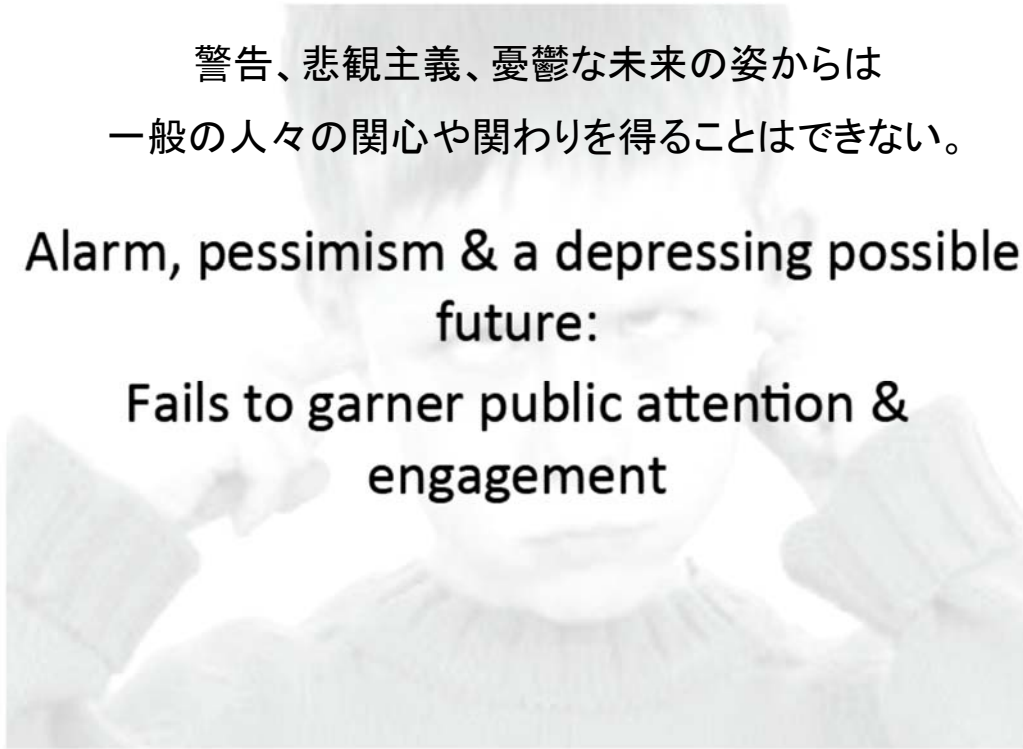 警告、悲観主義、憂鬱な未来の姿からは
一般の人々の関心や関わりを得ることはできない。
Alarm, pessimism & a depressing possible
future:
Fails to garner public attention &
engagement